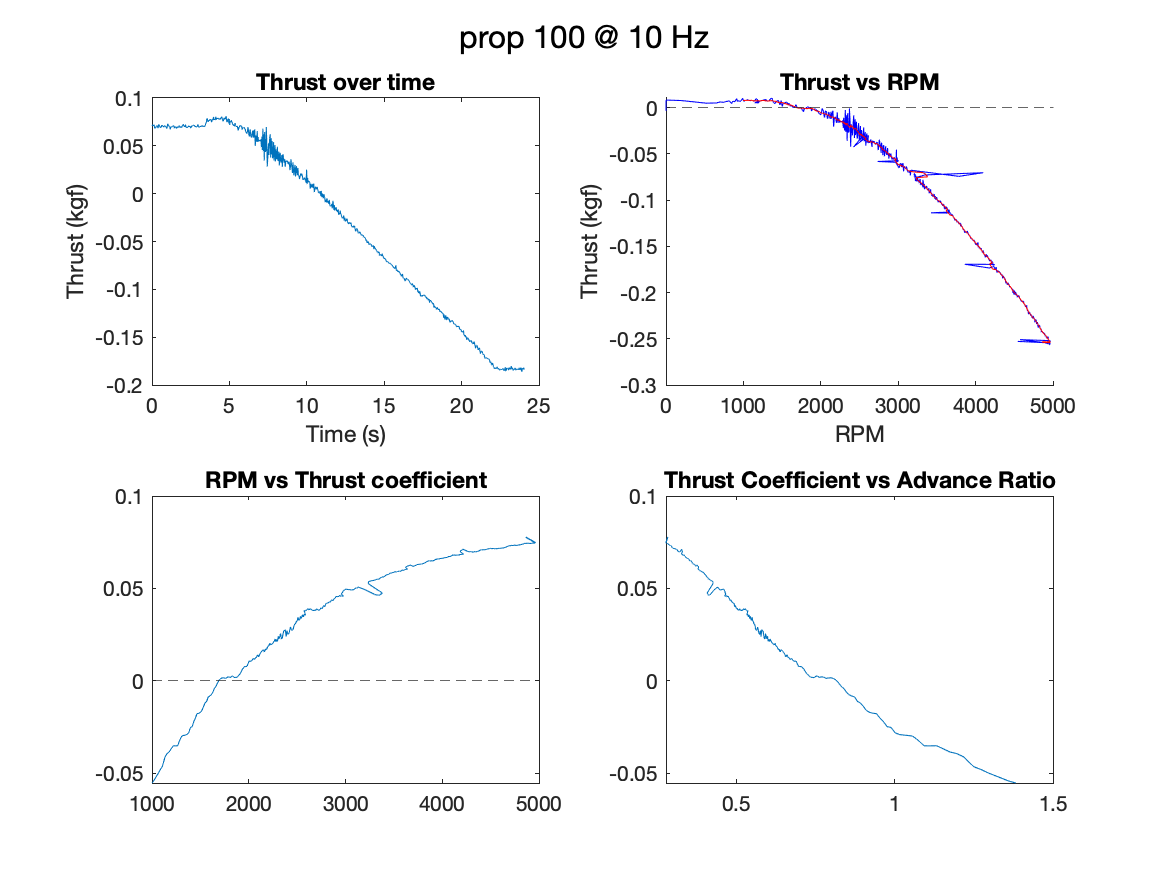 prop 100 @ 10 Hz
Thrust over time
0.1
0.05
0
-0.05
-0.1
-0.15
-0.2
0 5 10 15 20 25
Time (s)
Thrust (kgf)
Thrust vs RPM
0
-0.05
-0.1
-0.15
-0.2
-0.25
-0.3
0 1000 2000 3000 4000 5000
RPM
Thrust (kgf)
RPM vs Thrust coefficient
0.1
0.05
0
-0.05
1000 2000 3000 4000 5000
Thrust Coefficient vs Advance Ratio
0.1
0.05
0
-0.05
0.5 1 1.5